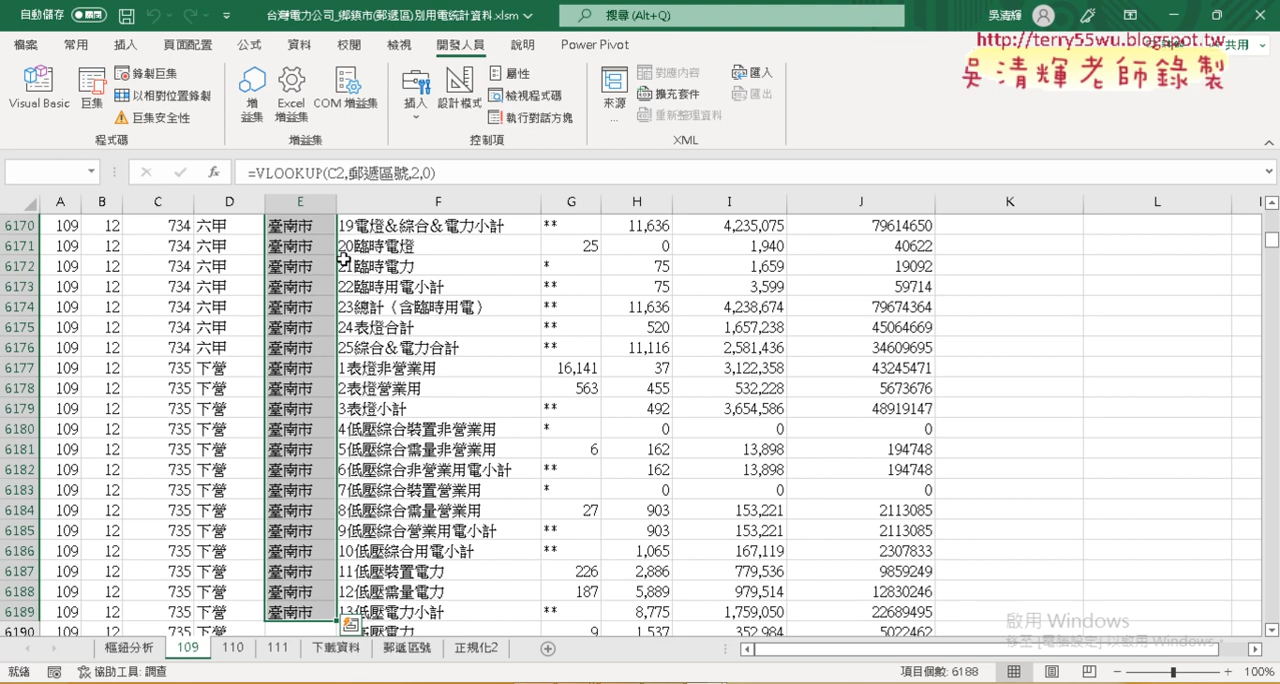 自動儲存 關閉 台灣電力公司_鄉鎮市(郵遞區)別用電統計資料.xlsm 搜尋 (Alt+Q) 吳清輝
檔案 常用 插入 頁面配置 公式 資料 校閱 檢視 開發人員 說明 Power Pivot 共用
http://terry55wu.blogspot.tw
吳清輝老師錄製
Visual Basic 巨集 錄製巨集 以相對位置錄製 巨集安全性 增益集 Excel 增益集 COM 增益集 插入 設計模式 屬性 檢視程式碼 執行對話方塊 來源 對應內容 擴充套件 重新整理資料 匯入 匯出
程式碼 增益集 控制項 XML
fx =VLOOKUP(C2,郵遞區號,2,0)
A B C D E F G H I J K L
6170 109 12 734 六甲 臺南市 19電燈&綜合&電力小計 ** 11,636 4,235,075 79614650
6171 109 12 734 六甲 臺南市 20臨時電燈 25 0 1,940 40622
6172 109 12 734 六甲 臺南市 21臨時電力 * 75 1,659 19092
6173 109 12 734 六甲 臺南市 22臨時用電小計 ** 75 3,599 59714
6174 109 12 734 六甲 臺南市 23總計（含臨時用電） ** 11,636 4,238,674 79674364
6175 109 12 734 六甲 臺南市 24表燈合計 ** 520 1,657,238 45064669
6176 109 12 734 六甲 臺南市 25綜合&電力合計 ** 11,116 2,581,436 34609695
6177 109 12 735 下營 臺南市 1表燈非營業用 16,141 37 3,122,358 43245471
6178 109 12 735 下營 臺南市 2表燈營業用 563 455 532,228 5673676
6179 109 12 735 下營 臺南市 3表燈小計 ** 492 3,654,586 48919147
6180 109 12 735 下營 臺南市 4低壓綜合裝置非營業用 * 0 0 0
6181 109 12 735 下營 臺南市 5低壓綜合需量非營業用 6 162 13,898 194748
6182 109 12 735 下營 臺南市 6低壓綜合非營業用電小計 ** 162 13,898 194748
6183 109 12 735 下營 臺南市 7低壓綜合裝置營業用 * 0 0 0
6184 109 12 735 下營 臺南市 8低壓綜合需量營業用 27 903 153,221 2113085
6185 109 12 735 下營 臺南市 9低壓綜合營業用電小計 ** 903 153,221 2113085
6186 109 12 735 下營 臺南市 10低壓綜合用電小計 ** 1,065 167,119 2307833
6187 109 12 735 下營 臺南市 11低壓裝置電力 226 2,886 779,536 9859249
6188 109 12 735 下營 臺南市 12低壓需量電力 187 5,889 979,514 12830246
6189 109 12 735 下營 臺南市 13低壓電力小計 ** 8,775 1,759,050 22689495
6190 109 12 735 下營 壓電力 9 1,537 352,984 5022462
啟用 Windows
移至 [電腦設定] 以啟用 Windows。
樞紐分析 109 110 111 下載資料 郵遞區號 正規化2
就緒 協助工具: 調查 項目個數: 6188 100%